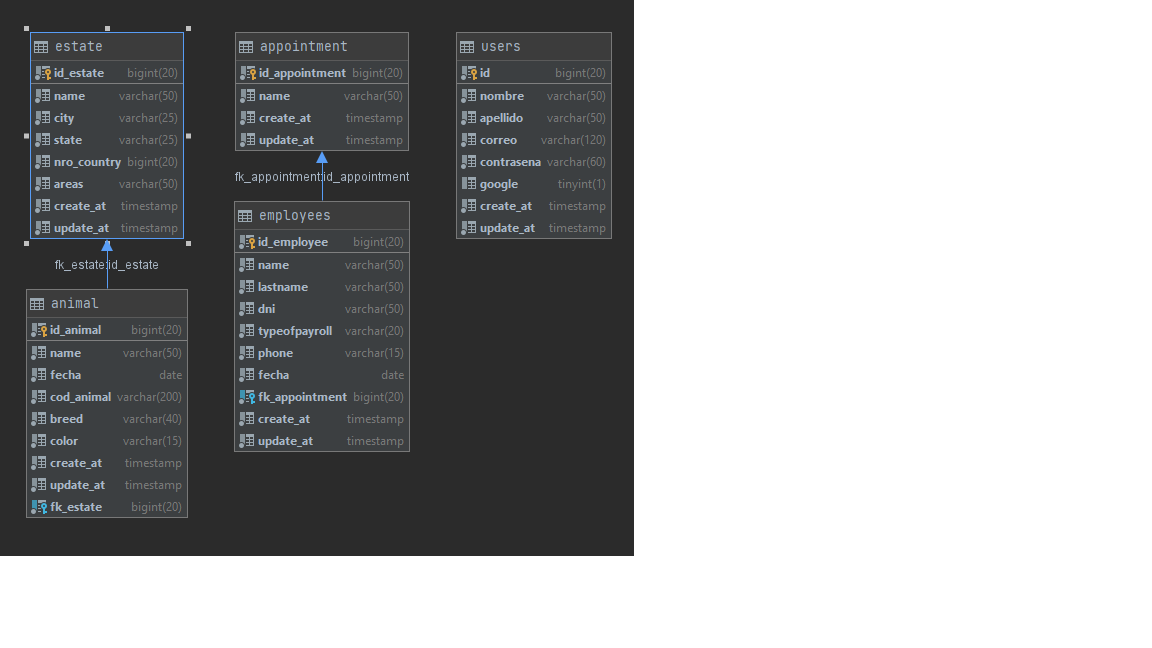 estate
id_estate bigint(20)
name varchar(50)
city varchar(25)
state varchar(25)
nro_country bigint(20)
areas varchar(50)
create_at timestamp
update_at timestamp
fk_estate:id_estate
animal
id_animal bigint(20)
name varchar(50)
fecha date
cod_animal varchar(200)
breed varchar(40)
color varchar(15)
create_at timestamp
update_at timestamp
fk_estate bigint(20)
appointment
id_appointment bigint(20)
name varchar(50)
create_at timestamp
update_at timestamp
fk_appointment:id_appointment
employees
id_employee bigint(20)
name varchar(50)
lastname varchar(50)
dni varchar(50)
typeofpayroll varchar(20)
phone varchar(15)
fecha date
fk_appointment bigint(20)
create_at timestamp
update_at timestamp
users
id bigint(20)
nombre varchar(50)
apellido varchar(50)
correo varchar(120)
contrasena varchar(60)
google tinyint(1)
create_at timestamp
update_at timestamp